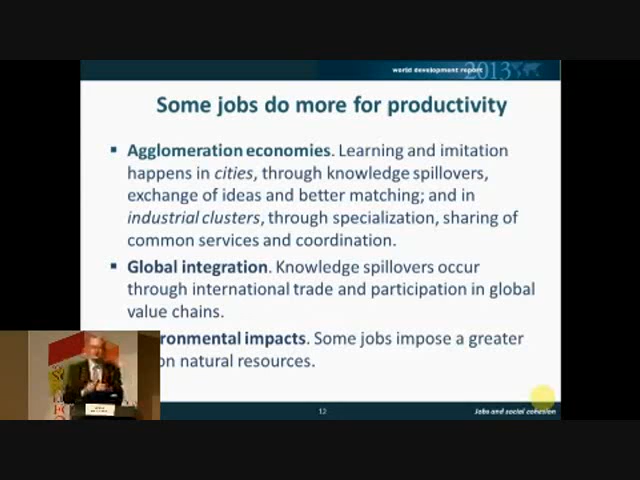 world development report 2013
Some jobs do more for productivity
▪ Agglomeration economies. Learning and imitation
happens in cities, through knowledge spillovers,
exchange of ideas and better matching; and in
industrial clusters, through specialization, sharing of
common services and coordination.
▪ Global integration. Knowledge spillovers occur
through international trade and participation in global
value chains.
ronmental impacts. Some jobs impose a greater
on natural resources.
12
Jobs and social cohesion